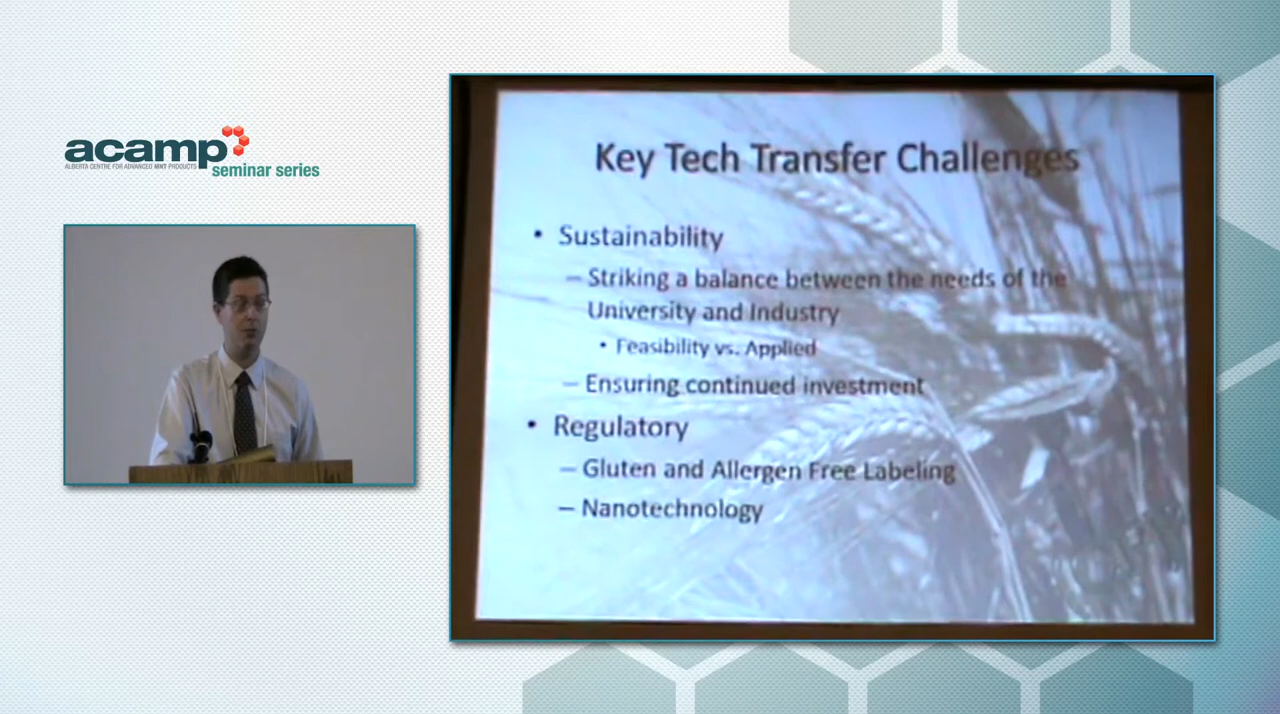 acamp
ALBERTA CENTRE FOR ADVANCED MNT PRODUCTS
seminar series
Key Tech Transfer Challenges
• Sustainability
– Striking a balance between the needs of the
University and Industry
• Feasibility vs. Applied
– Ensuring continued investment
• Regulatory
– Gluten and Allergen Free Labeling
– Nanotechnology